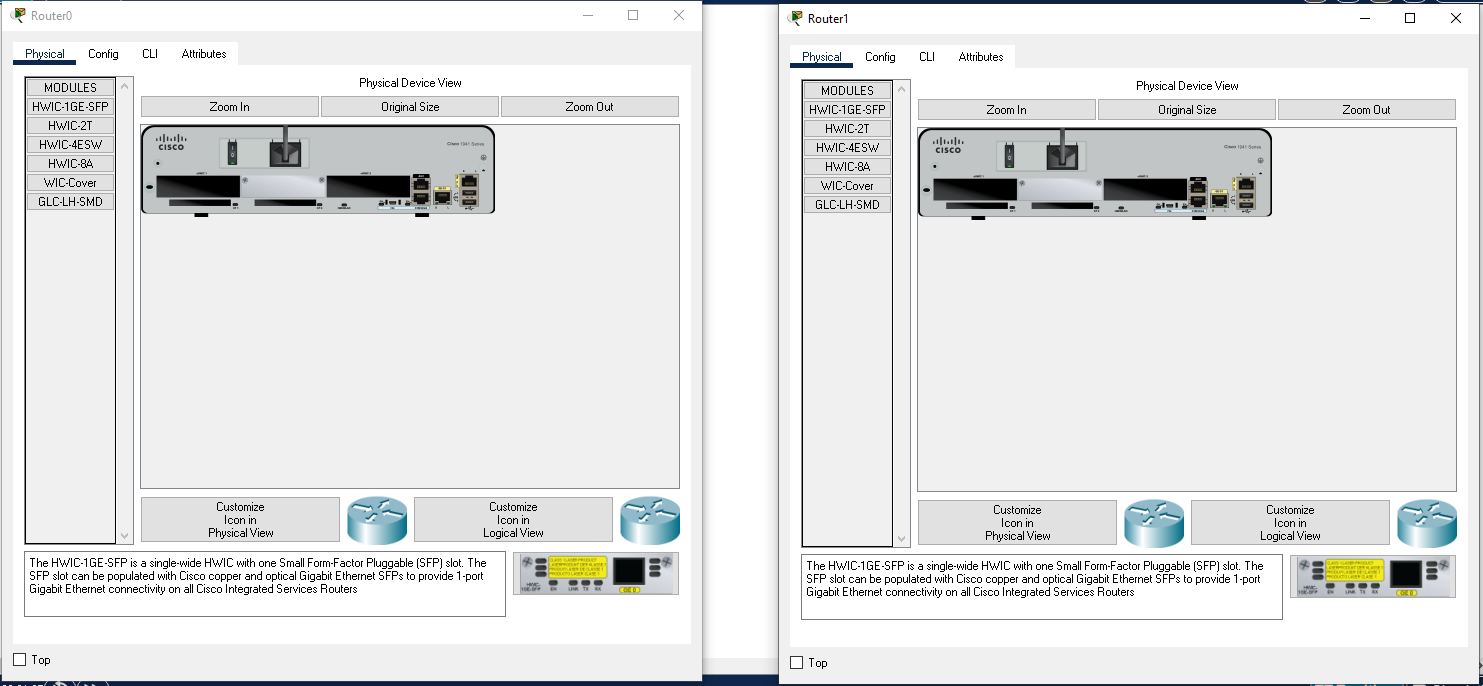 Router0
Physical Config CLI Attributes
MODULES
HWIC-1GE-SFP
HWIC-2T
HWIC-4ESW
HWIC-8A
WIC-Cover
GLC-LH-SMD
Physical Device View
Zoom In Original Size Zoom Out
CISCO
Cisco 1941 Series
Customize
Icon in
Physical View
Customize
Icon in
Logical View
The HWIC-1GE-SFP is a single-wide HWIC with one Small Form-Factor Pluggable (SFP) slot. The
SFP slot can be populated with Cisco copper and optical Gigabit Ethernet SFPs to provide 1-port
Gigabit Ethernet connectivity on all Cisco Integrated Services Routers
HWIC-
1GE-SFP EN LINK TX RX
Top
Router1
Physical Config CLI Attributes
MODULES
HWIC-1GE-SFP
HWIC-2T
HWIC-4ESW
HWIC-8A
WIC-Cover
GLC-LH-SMD
Physical Device View
Zoom In Original Size Zoom Out
CISCO
Cisco 1941 Series
Customize
Icon in
Physical View
Customize
Icon in
Logical View
The HWIC-1GE-SFP is a single-wide HWIC with one Small Form-Factor Pluggable (SFP) slot. The
SFP slot can be populated with Cisco copper and optical Gigabit Ethernet SFPs to provide 1-port
Gigabit Ethernet connectivity on all Cisco Integrated Services Routers
HWIC-
1GE-SFP EN LINK TX RX
Top